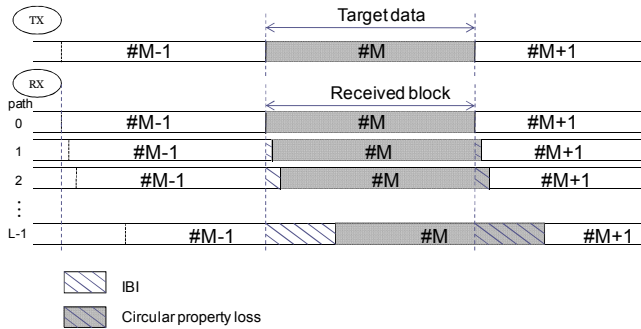 TX
Target data
#M-1 #M #M+1
RX
Received block
path
0 #M-1 #M #M+1
1 #M-1 #M #M+1
2 #M-1 #M #M+1
⋮
L-1 #M-1 #M #M+1
IBI
Circular property loss